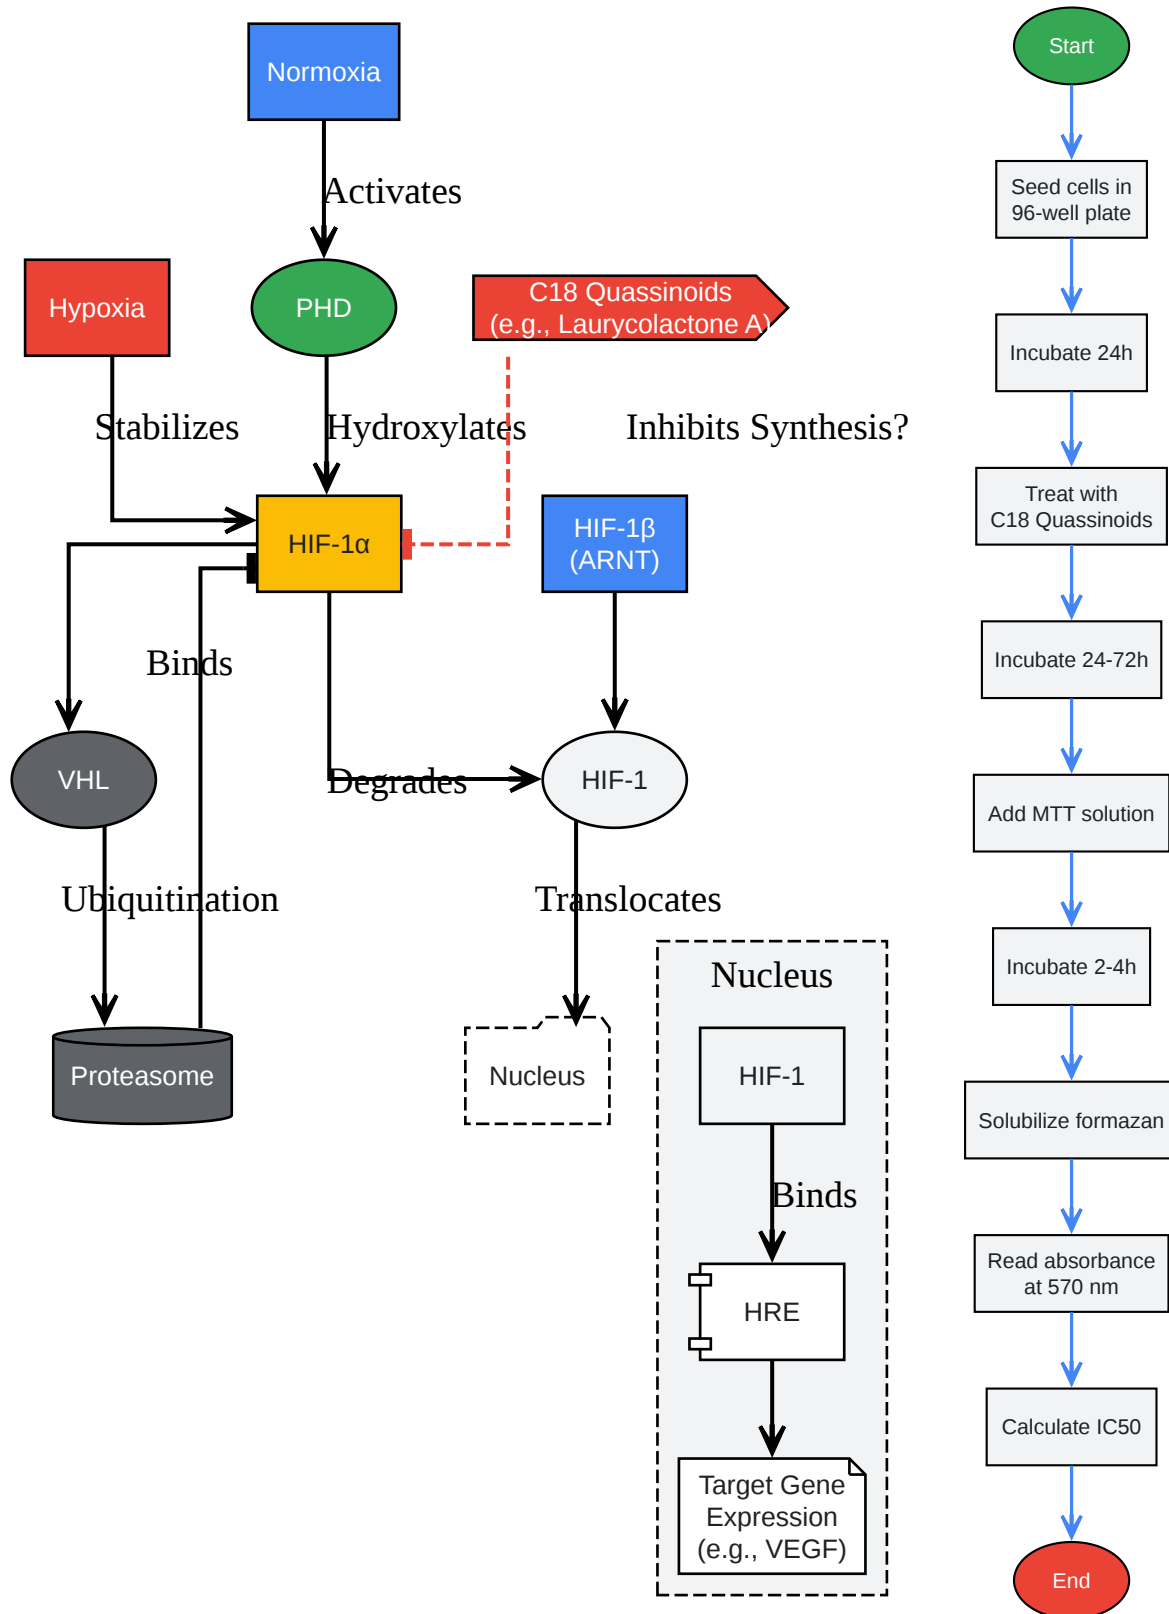 Normoxia
Activates
Hypoxia
PHD
C18 Quassinoids
(e.g., Laurycolactone A)
Stabilizes
Hydroxylates
Inhibits Synthesis?
HIF-1α
HIF-1β
(ARNT)
Binds
VHL
Degrades
HIF-1
Ubiquitination
Translocates
Proteasome
Nucleus
Nucleus
HIF-1
Binds
HRE
Target Gene
Expression
(e.g., VEGF)
Start
Seed cells in
96-well plate
Incubate 24h
Treat with
C18 Quassinoids
Incubate 24-72h
Add MTT solution
Incubate 2-4h
Solubilize formazan
Read absorbance
at 570 nm
Calculate IC50
End